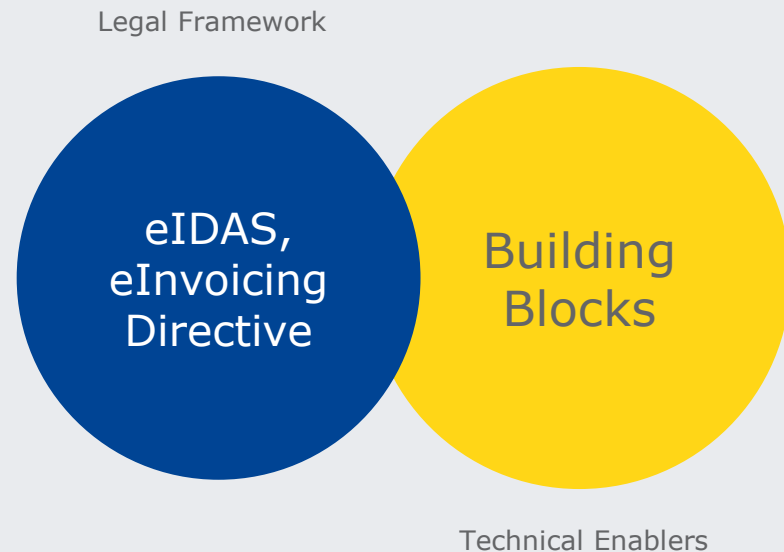 Legal Framework
eIDAS,
eInvoicing
Directive
Building
Blocks
Technical Enablers